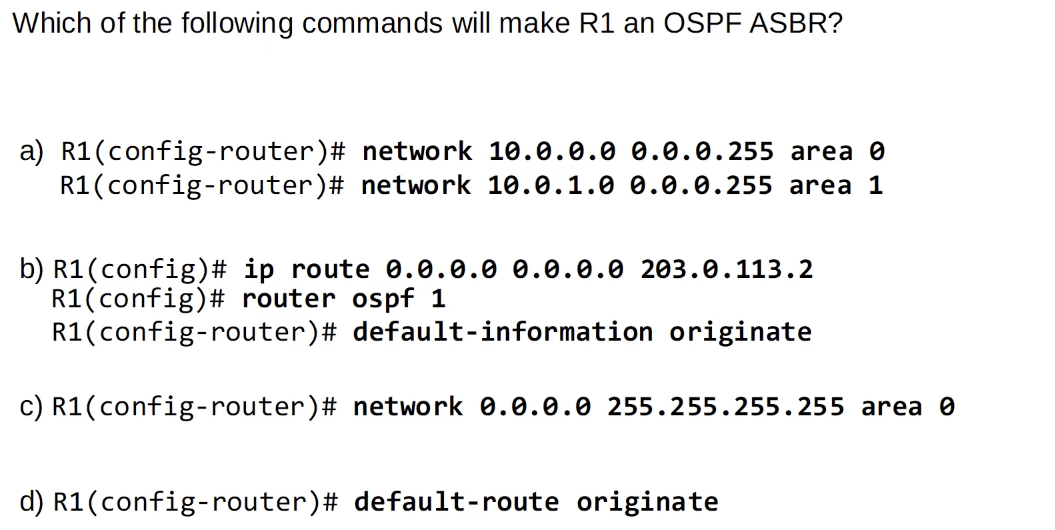 Which of the following commands will make R1 an OSPF ASBR?
a) R1(config-router)# network 10.0.0.0 0.0.0.255 area 0
R1(config-router)# network 10.0.1.0 0.0.0.255 area 1
b) R1(config)# ip route 0.0.0.0 0.0.0.0 203.0.113.2
R1(config)# router ospf 1
R1(config-router)# default-information originate
c) R1(config-router)# network 0.0.0.0 255.255.255.255 area 0
d) R1(config-router)# default-route originate